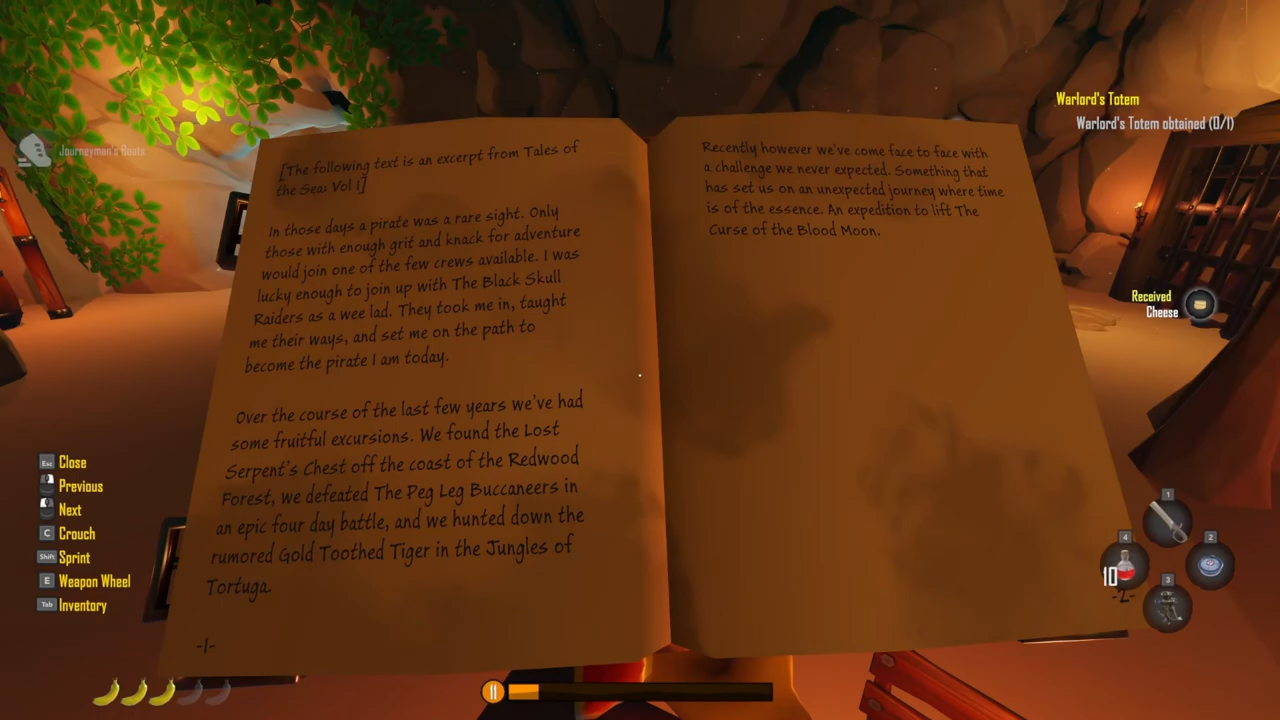 Journeyman's Boots
Warlord's Totem
Warlord's Totem obtained (0/1)
[The following text is an excerpt from Tales of
the Sea: Vol 1]
In those days a pirate was a rare sight. Only
those with enough grit and knack for adventure
would join one of the few crews available. I was
lucky enough to join up with The Black Skull
Raiders as a wee lad. They took me in, taught
me their ways, and set me on the path to
become the pirate I am today.
Over the course of the last few years we've had
some fruitful excursions. We found the Lost
Serpent's Chest off the coast of the Redwood
Forest, we defeated The Peg Leg Buccaneers in
an epic four day battle, and we hunted down the
rumored Gold Toothed Tiger in the Jungles of
Tortuga.
-1-
Recently however we've come face to face with
a challenge we never expected. Something that
has set us on an unexpected journey where time
is of the essence. An expedition to lift The
Curse of the Blood Moon.
-2-
Received
Cheese
Esc Close
Previous
Next
C Crouch
Shift Sprint
E Weapon Wheel
Tab Inventory
1
4
2
10
3
11